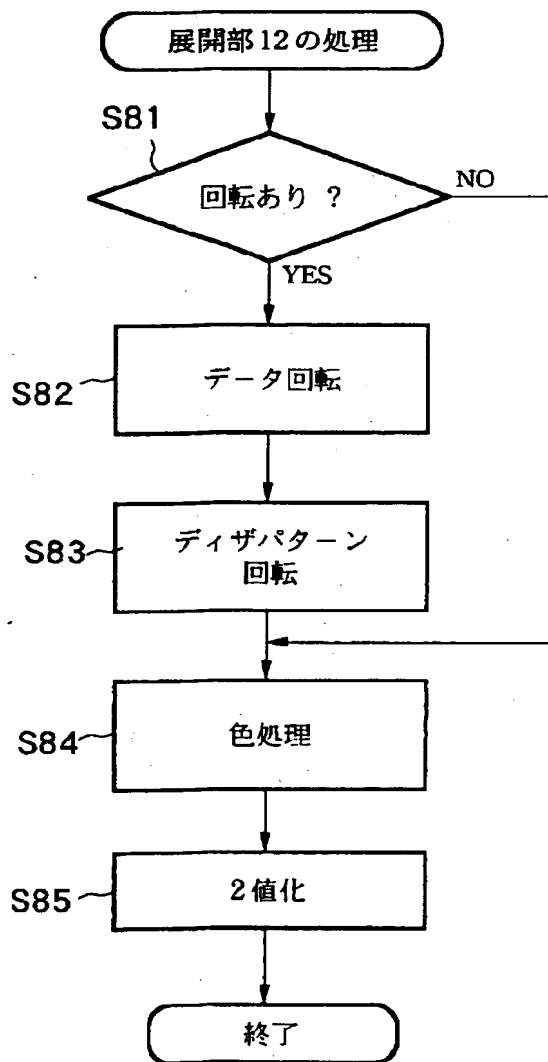 展開部12の処理
S81
回転あり ?
NO
YES
S82
データ回転
S83
ディザパターン
回転
S84
色処理
S85
2値化
終了